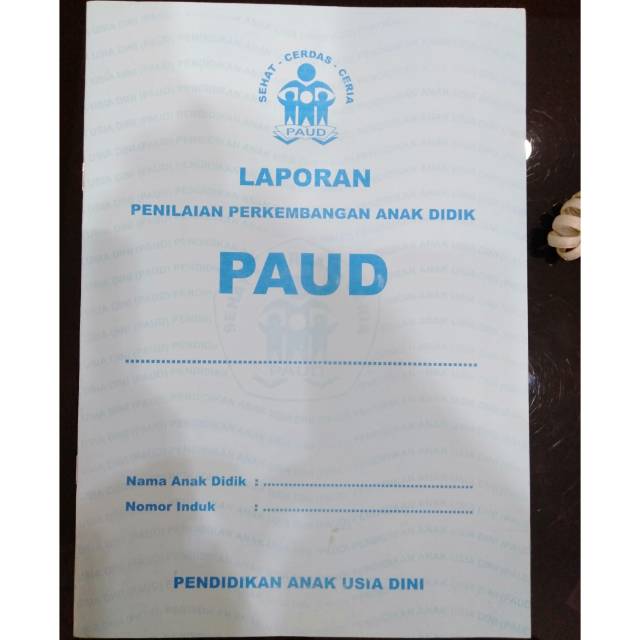 SEHAT - CERDAS - CERIA
PAUD
LAPORAN
PENILAIAN PERKEMBANGAN ANAK DIDIK
PAUD
................................................................................
Nama Anak Didik : ................................................
Nomor Induk : ................................................
PENDIDIKAN ANAK USIA DINI